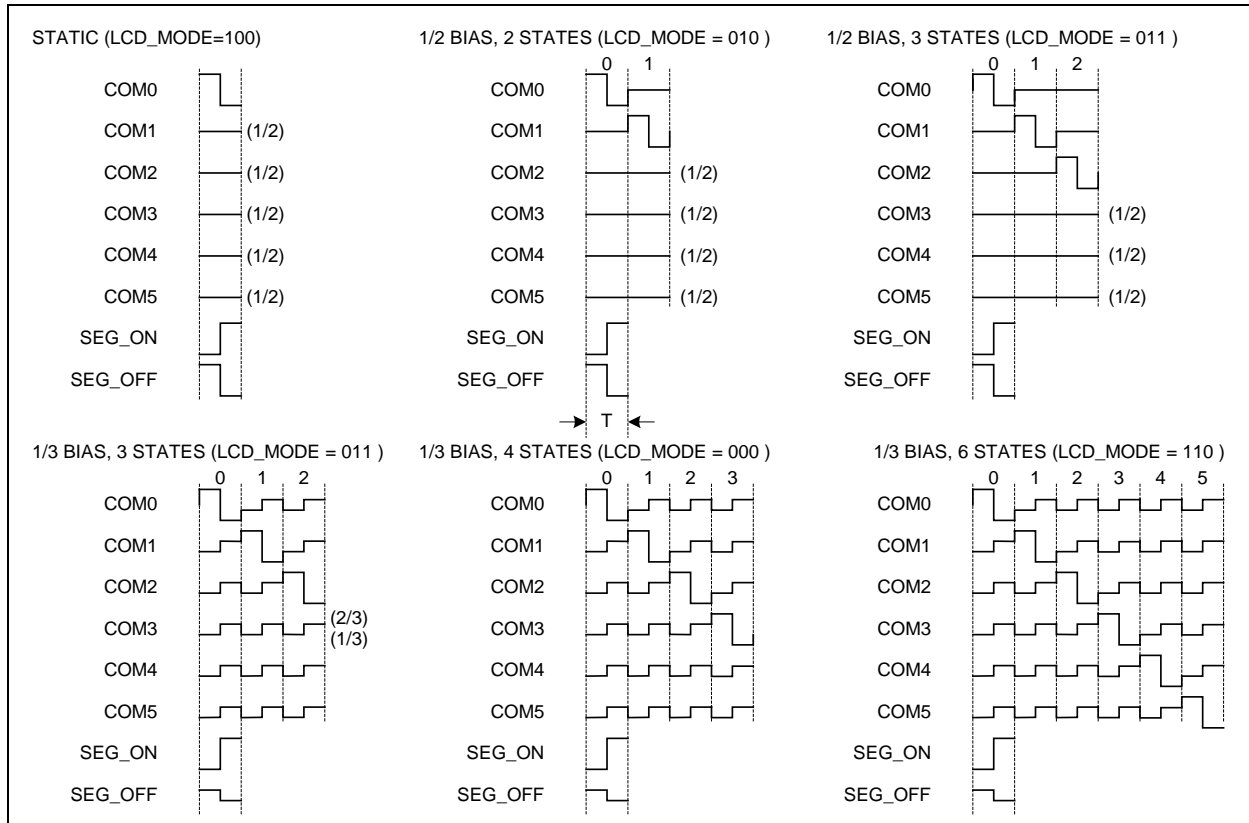 STATIC (LCD_MODE=100)
COM0
COM1 (1/2)
COM2 (1/2)
COM3 (1/2)
COM4 (1/2)
COM5 (1/2)
SEG_ON
SEG_OFF
1/2 BIAS, 2 STATES (LCD_MODE = 010 )
0 1
COM0
COM1
COM2 (1/2)
COM3 (1/2)
COM4 (1/2)
COM5 (1/2)
SEG_ON
SEG_OFF
T
1/2 BIAS, 3 STATES (LCD_MODE = 011 )
0 1 2
COM0
COM1
COM2
COM3 (1/2)
COM4 (1/2)
COM5 (1/2)
SEG_ON
SEG_OFF
1/3 BIAS, 3 STATES (LCD_MODE = 011 )
0 1 2
COM0
COM1
COM2
COM3 (2/3)
(1/3)
COM4
COM5
SEG_ON
SEG_OFF
1/3 BIAS, 4 STATES (LCD_MODE = 000 )
0 1 2 3
COM0
COM1
COM2
COM3
COM4
COM5
SEG_ON
SEG_OFF
1/3 BIAS, 6 STATES (LCD_MODE = 110 )
0 1 2 3 4 5
COM0
COM1
COM2
COM3
COM4
COM5
SEG_ON
SEG_OFF